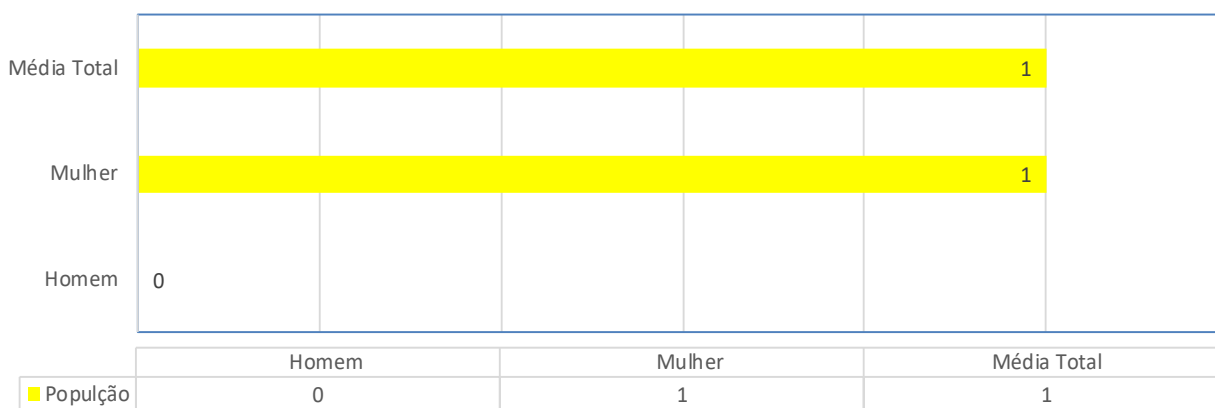 Média Total 1
Mulher 1
Homem 0
Homem Mulher Média Total
Populção 0 1 1